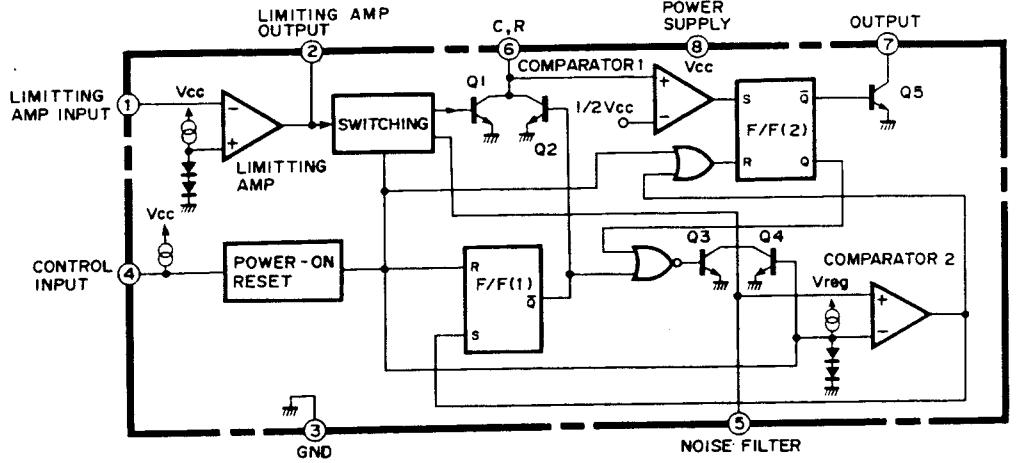 LIMITING AMP
OUTPUT
2
C,R
6
POWER
SUPPLY
8
Vcc
OUTPUT
7
LIMITTING
AMP INPUT
1
Vcc
−
+
LIMITTING
AMP
SWITCHING
Q1
Q2
COMPARATOR 1
1/2Vcc
+
−
S
Q̅
F/F(2)
R
Q
Q5
CONTROL
INPUT
4
Vcc
POWER-ON
RESET
R
F/F(1)
Q̅
S
Q3
Q4
COMPARATOR 2
Vreg
+
−
3
GND
5
NOISE FILTER